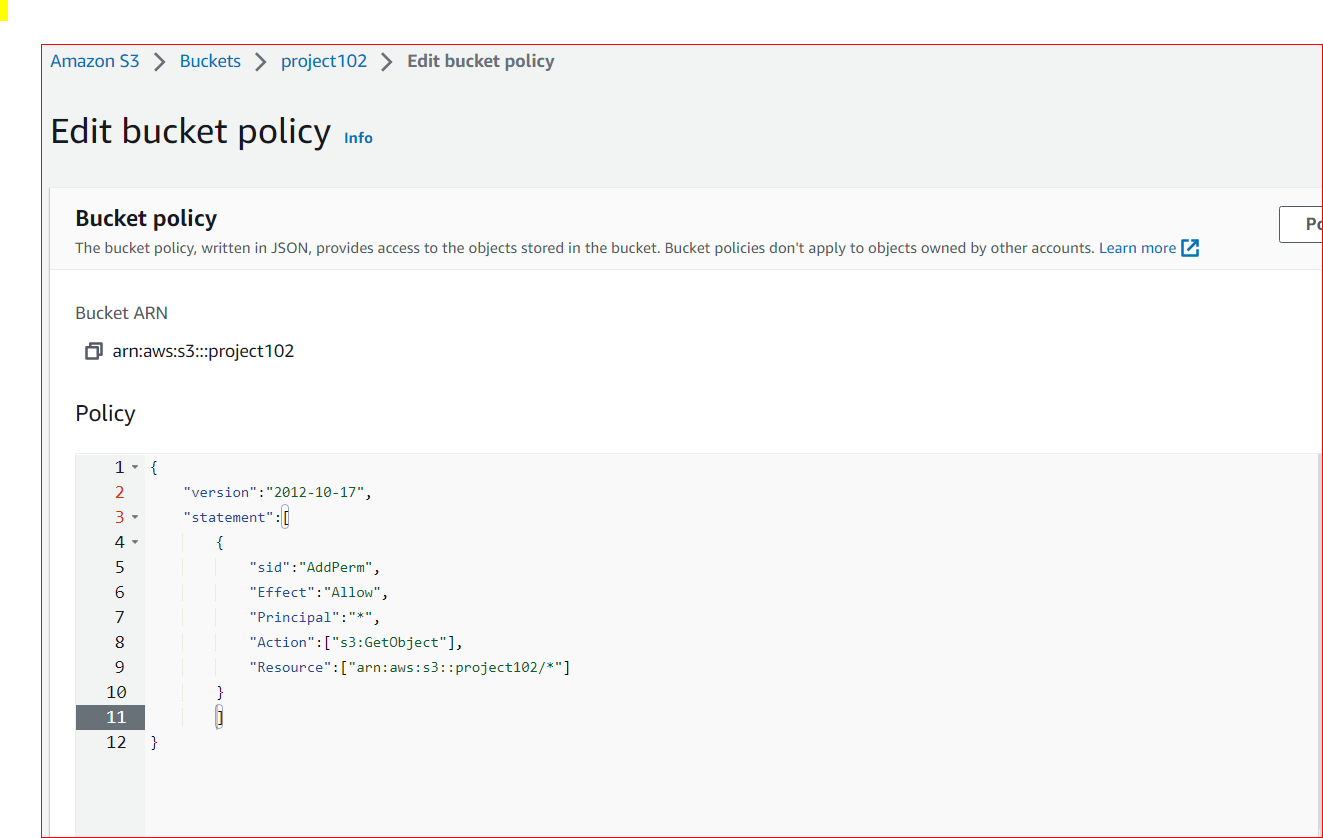 Amazon S3 > Buckets > project102 > Edit bucket policy
Edit bucket policy Info
Bucket policy
Po
The bucket policy, written in JSON, provides access to the objects stored in the bucket. Bucket policies don't apply to objects owned by other accounts. Learn more
Bucket ARN
arn:aws:s3:::project102
Policy
1 {
2 "version":"2012-10-17",
3 "statement":[
4 {
5 "sid":"AddPerm",
6 "Effect":"Allow",
7 "Principal":"*",
8 "Action":["s3:GetObject"],
9 "Resource":["arn:aws:s3::project102/*"]
10 }
11 ]
12 }